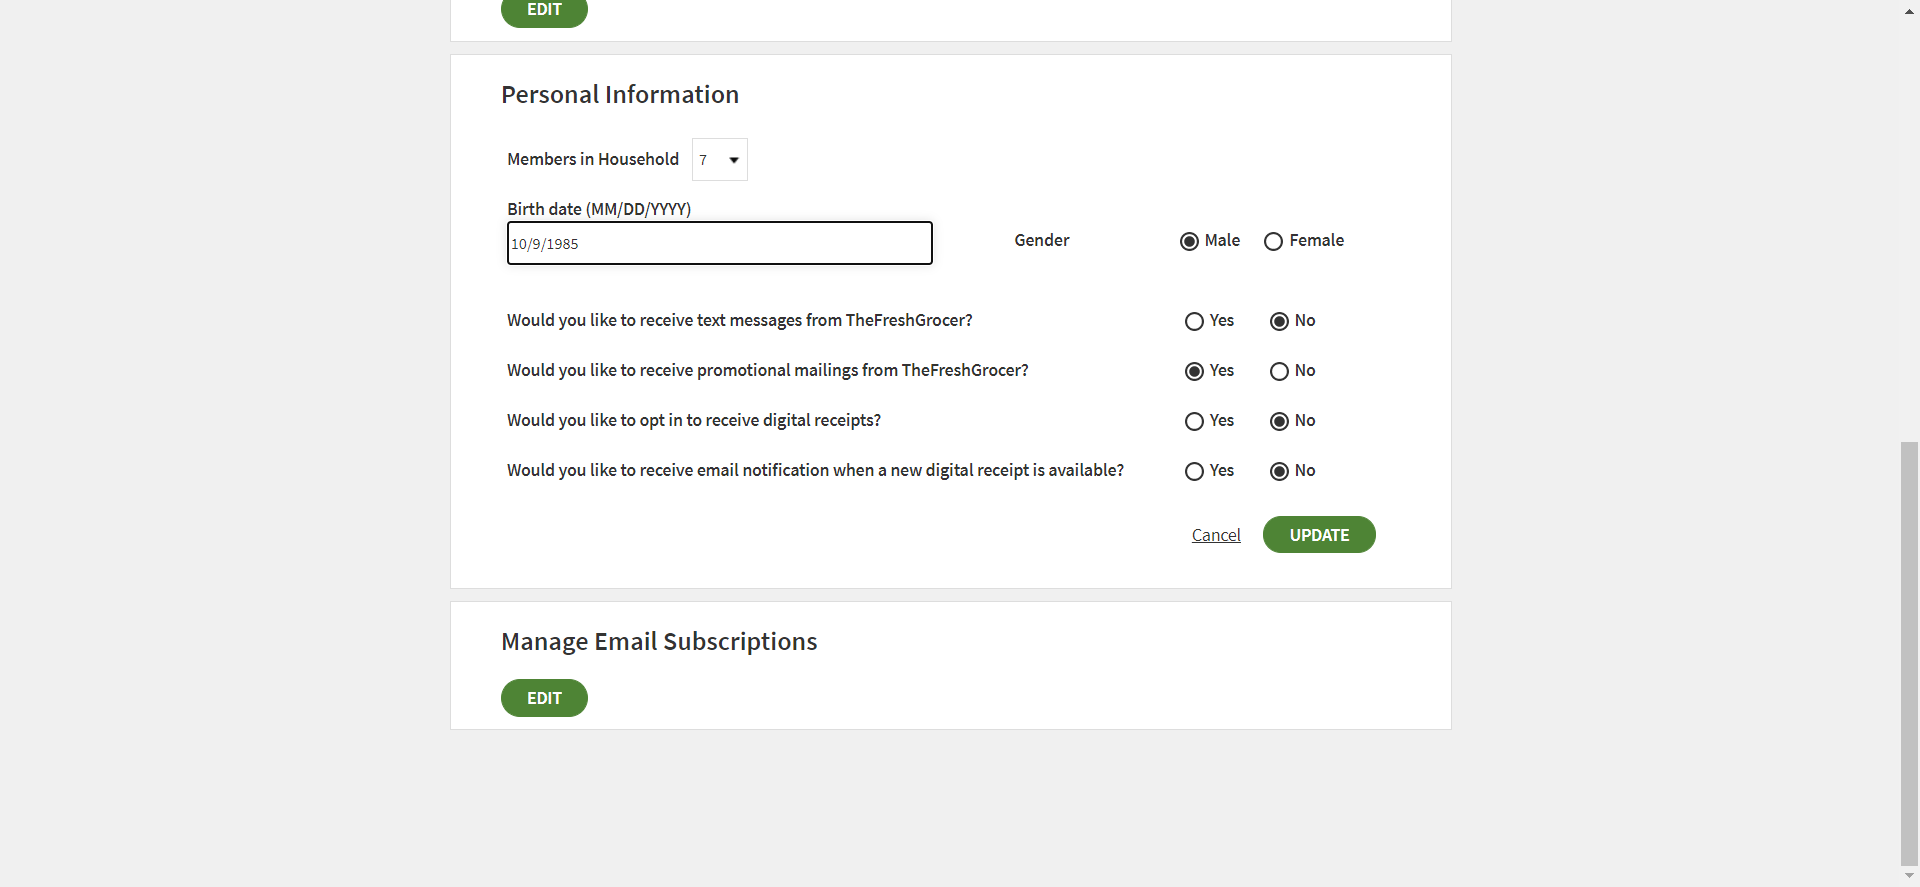 EDIT
Personal Information
Members in Household 7
Birth date (MM/DD/YYYY)
10/9/1985
Gender Male Female
Would you like to receive text messages from TheFreshGrocer? Yes No
Would you like to receive promotional mailings from TheFreshGrocer? Yes No
Would you like to opt in to receive digital receipts? Yes No
Would you like to receive email notification when a new digital receipt is available? Yes No
Cancel UPDATE
Manage Email Subscriptions
EDIT